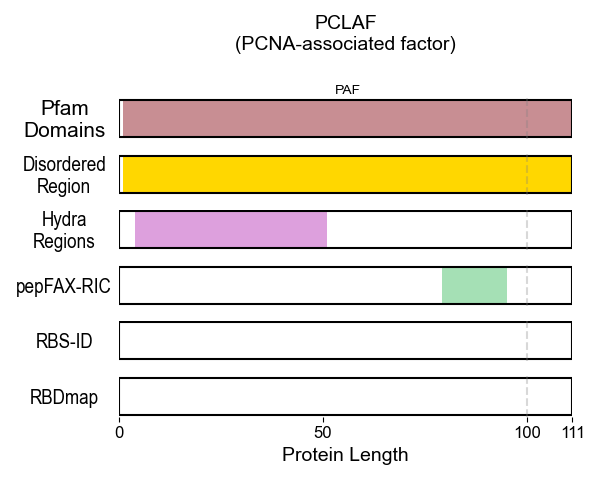 PCLAF
(PCNA-associated factor)
PAF
Pfam
Domains
Disordered
Region
Hydra
Regions
pepFAX-RIC
RBS-ID
RBDmap
0 50 100 111
Protein Length